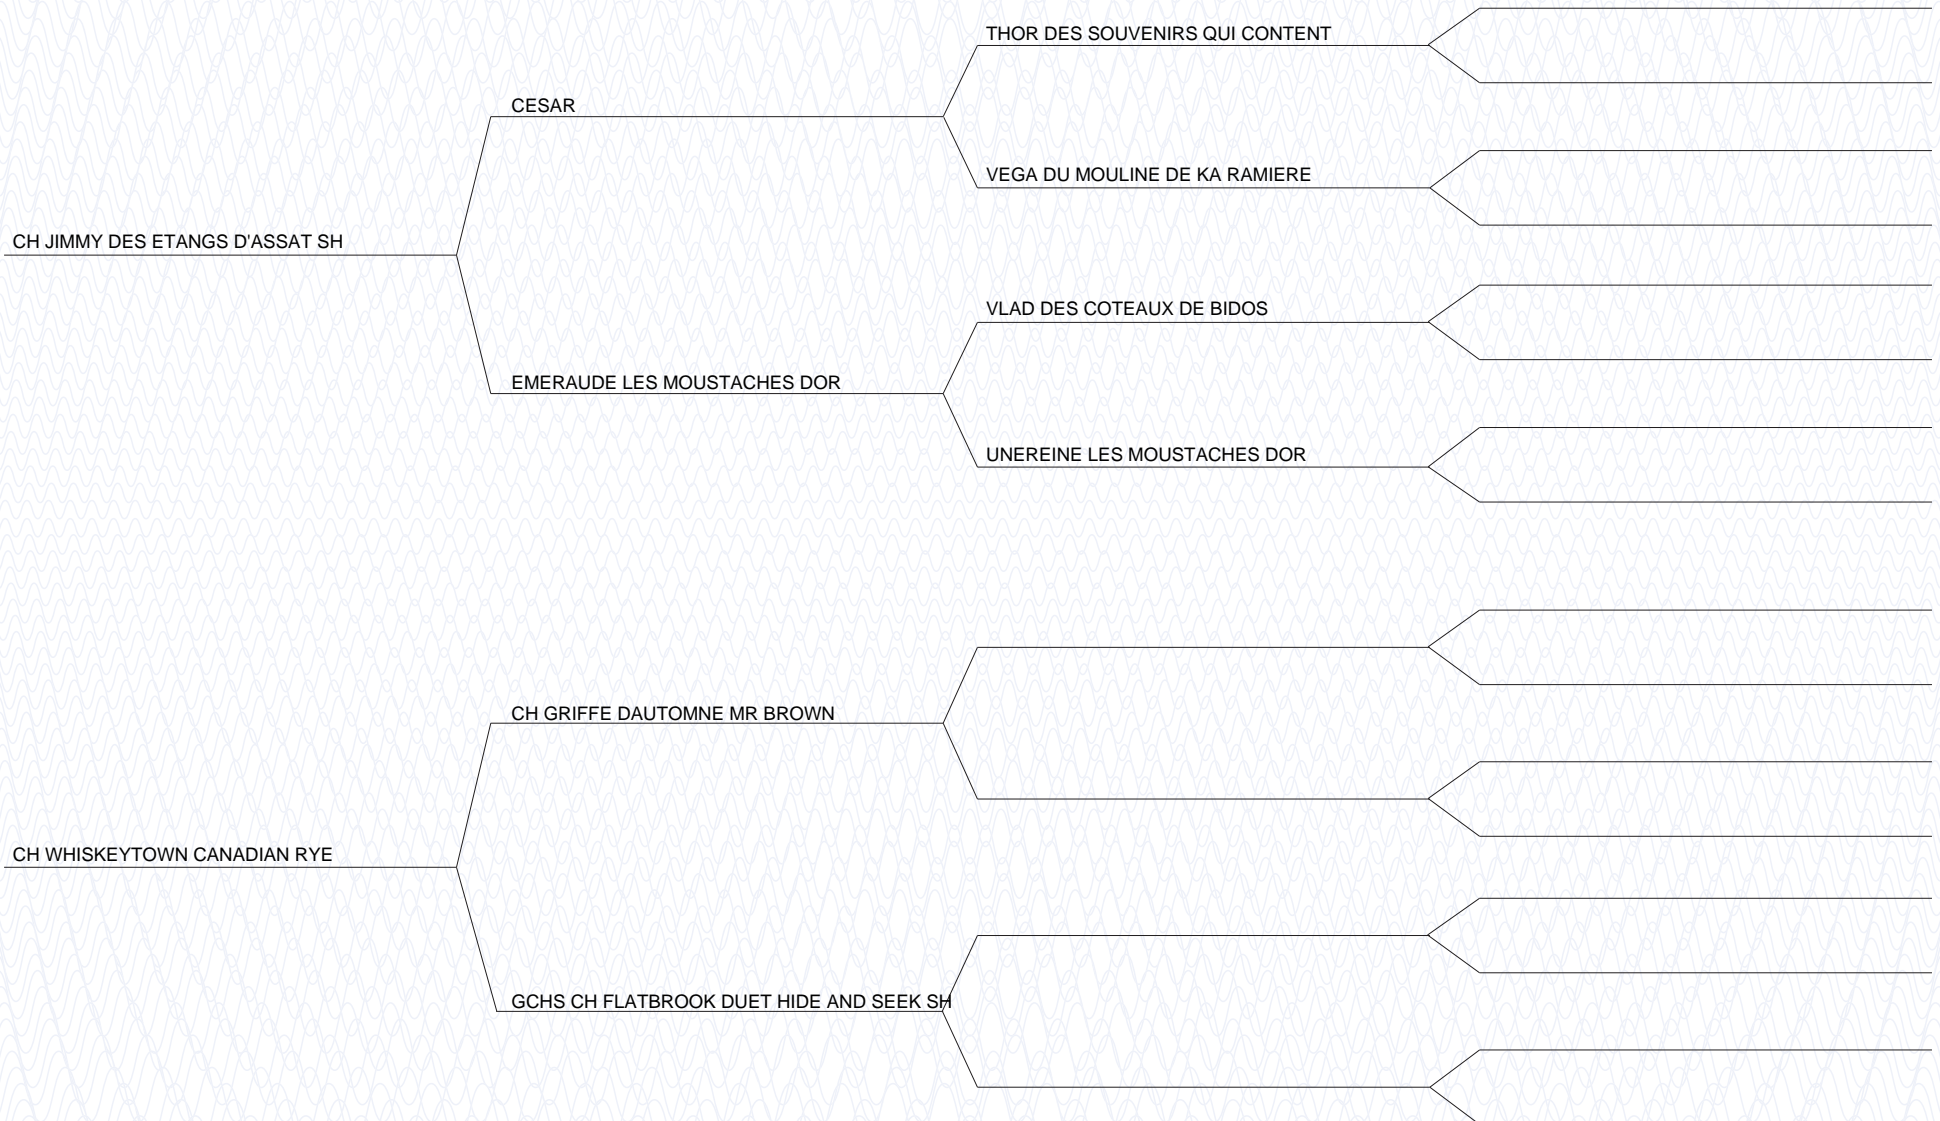 THOR DES SOUVENIRS QUI CONTENT
CESAR
VEGA DU MOULINE DE KA RAMIERE
CH JIMMY DES ETANGS D'ASSAT SH
VLAD DES COTEAUX DE BIDOS
EMERAUDE LES MOUSTACHES DOR
UNEREINE LES MOUSTACHES DOR
CH GRIFFE DAUTOMNE MR BROWN
CH WHISKEYTOWN CANADIAN RYE
GCHS CH FLATBROOK DUET HIDE AND SEEK SH